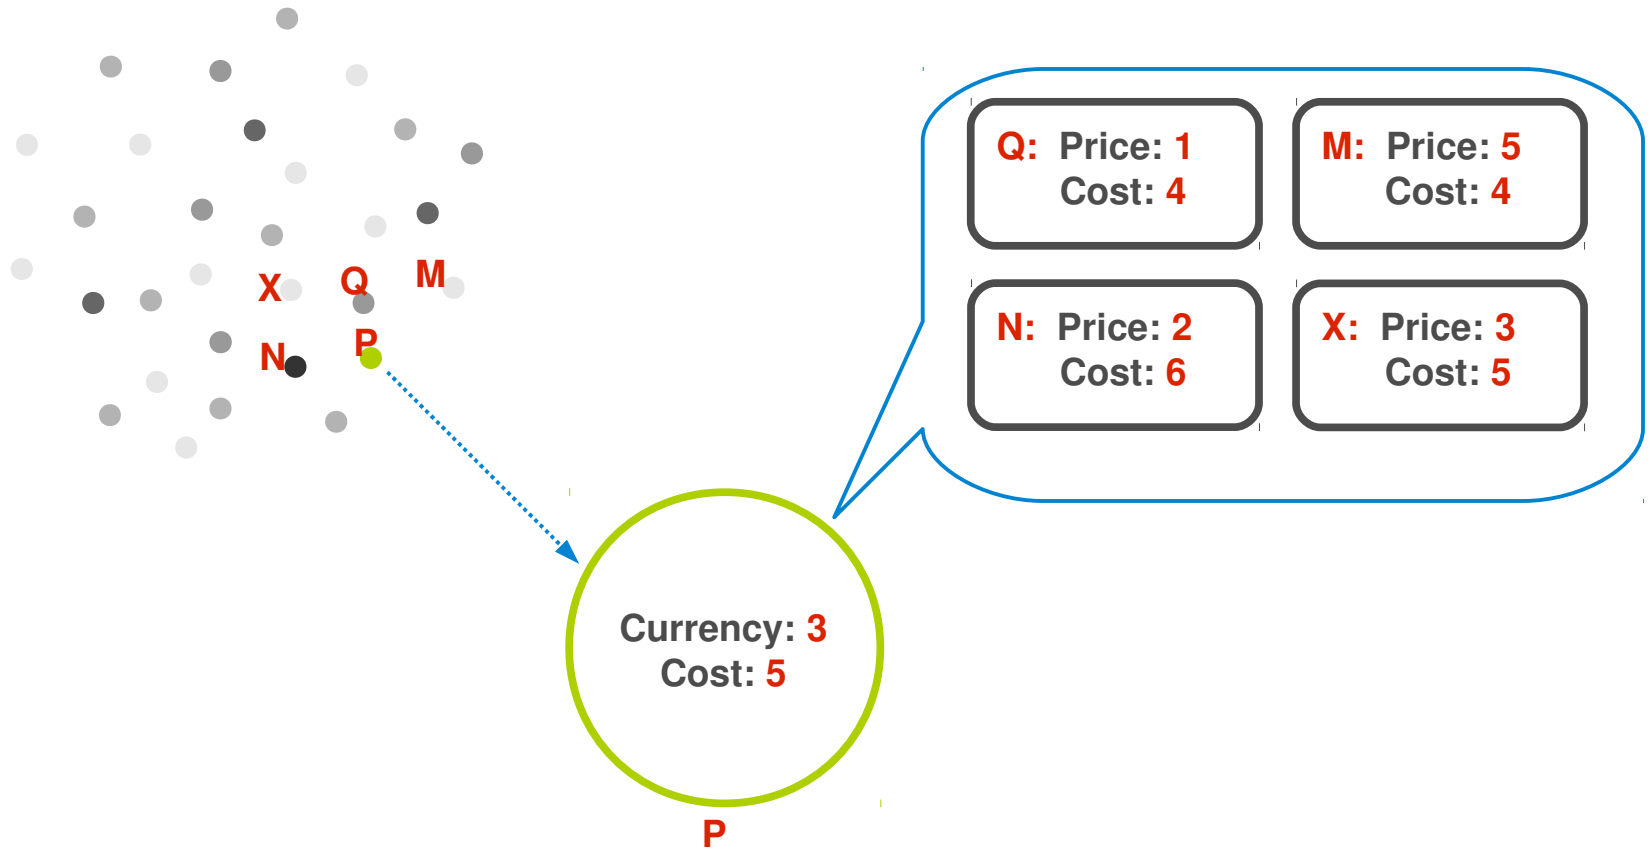 Q: Price: 1
Cost: 4
M: Price: 5
Cost: 4
X
Q
M
N
P
N: Price: 2
Cost: 6
X: Price: 3
Cost: 5
Currency: 3
Cost: 5
P